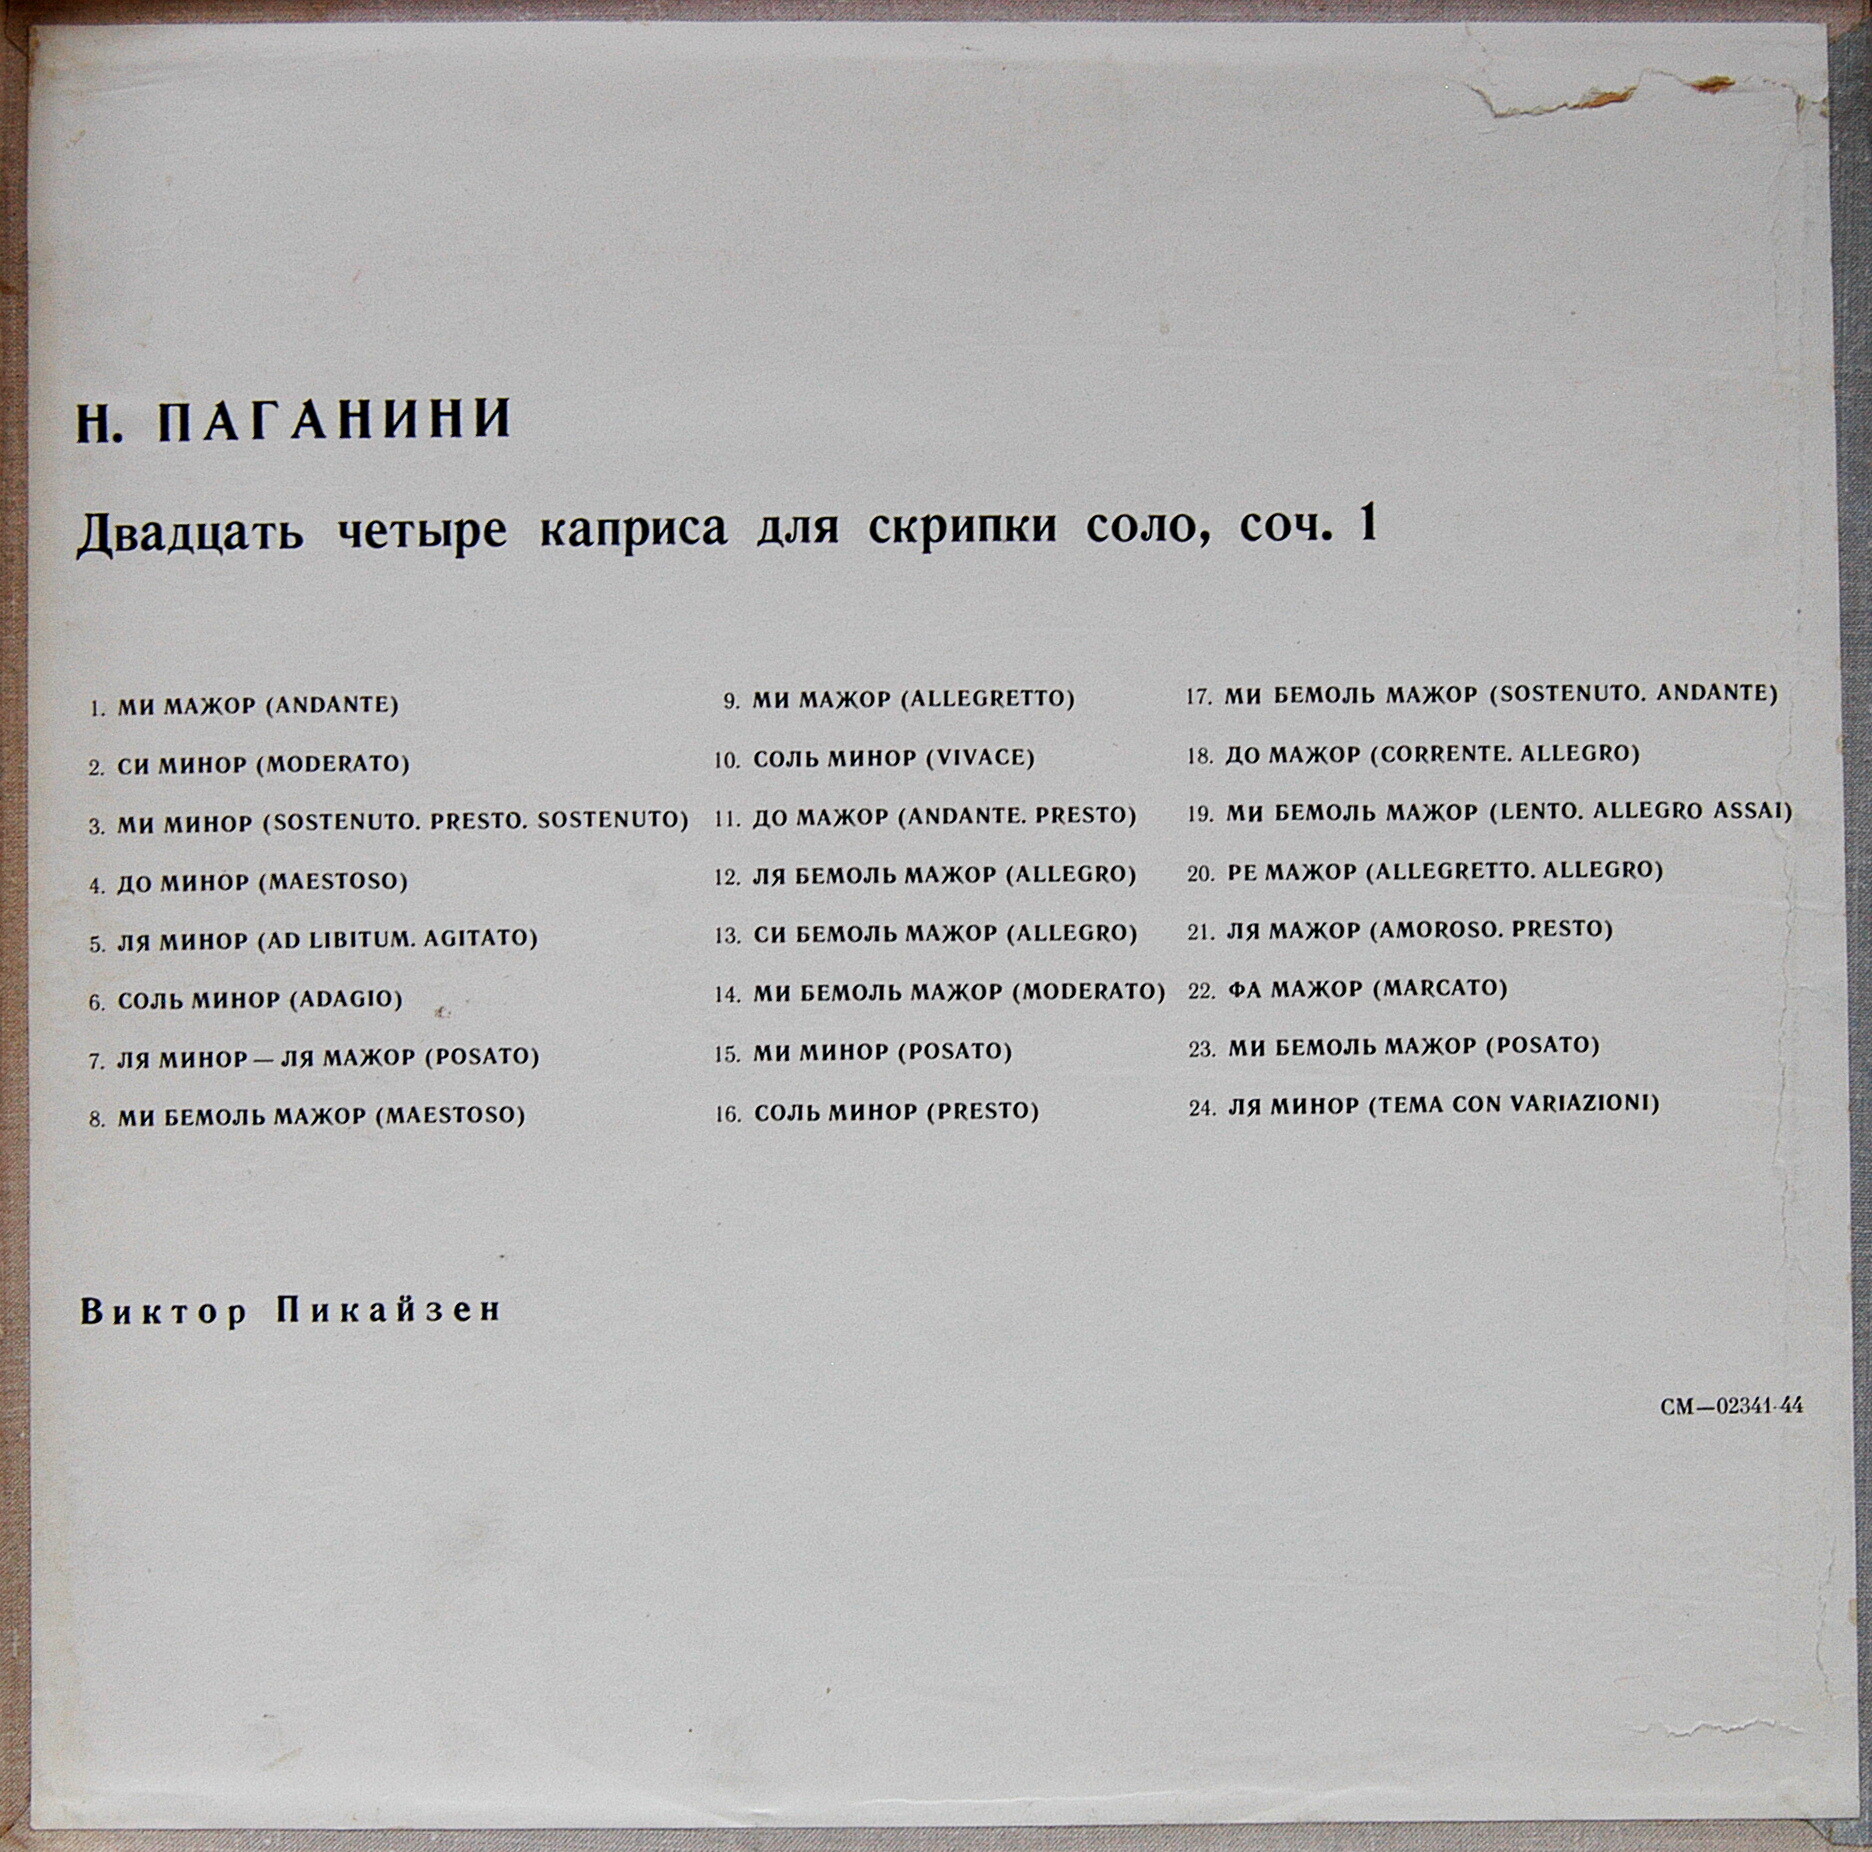 Н. ПАГАНИНИ
Двадцать четыре каприса для скрипки соло, соч. 1
1. МИ МАЖОР (ANDANTE)
2. СИ МИНОР (MODERATO)
3. МИ МИНОР (SOSTENUTO. PRESTO. SOSTENUTO)
4. ДО МИНОР (MAESTOSO)
5. ЛЯ МИНОР (AD LIBITUM. AGITATO)
6. СОЛЬ МИНОР (ADAGIO)
7. ЛЯ МИНОР — ЛЯ МАЖОР (POSATO)
8. МИ БЕМОЛЬ МАЖОР (MAESTOSO)
9. МИ МАЖОР (ALLEGRETTO)
10. СОЛЬ МИНОР (VIVACE)
11. ДО МАЖОР (ANDANTE. PRESTO)
12. ЛЯ БЕМОЛЬ МАЖОР (ALLEGRO)
13. СИ БЕМОЛЬ МАЖОР (ALLEGRO)
14. МИ БЕМОЛЬ МАЖОР (MODERATO)
15. МИ МИНОР (POSATO)
16. СОЛЬ МИНОР (PRESTO)
17. МИ БЕМОЛЬ МАЖОР (SOSTENUTO. ANDANTE)
18. ДО МАЖОР (CORRENTE. ALLEGRO)
19. МИ БЕМОЛЬ МАЖОР (LENTO. ALLEGRO ASSAI)
20. РЕ МАЖОР (ALLEGRETTO. ALLEGRO)
21. ЛЯ МАЖОР (AMOROSO. PRESTO)
22. ФА МАЖОР (MARCATO)
23. МИ БЕМОЛЬ МАЖОР (POSATO)
24. ЛЯ МИНОР (TEMA CON VARIAZIONI)
Виктор Пикайзен
СМ—02341-44